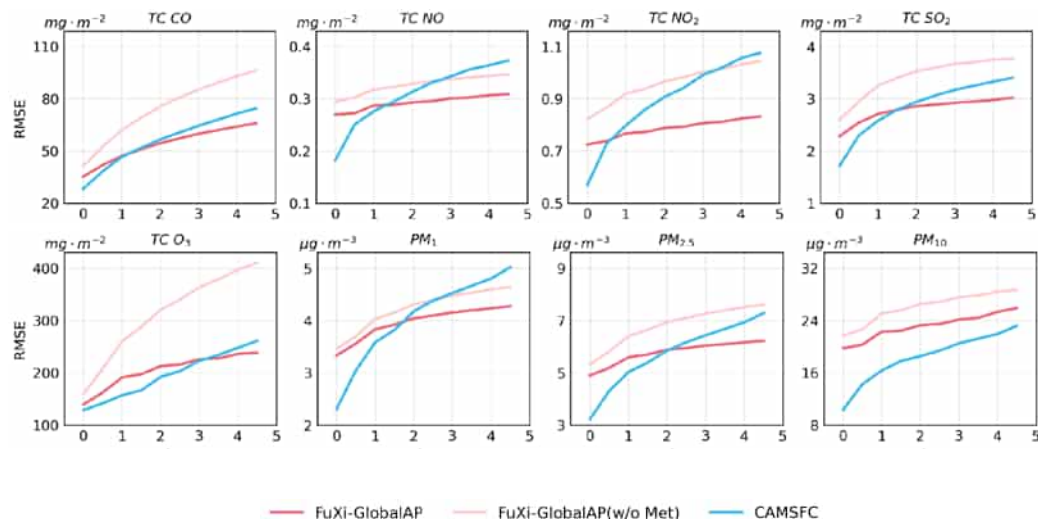 mg · m⁻² TC CO mg · m⁻² TC NO mg · m⁻² TC NO₂ mg · m⁻² TC SO₂
110 0.4 1.1 4
80 0.3 0.9 3
50 0.2 0.7 2
20 0.1 0.5 1
RMSE
0 1 2 3 4 5 0 1 2 3 4 5 0 1 2 3 4 5 0 1 2 3 4 5
mg · m⁻² TC O₃ μg · m⁻³ PM₁ μg · m⁻³ PM₂.₅ μg · m⁻³ PM₁₀
400 5 9 32
300 4 7 24
200 3 5 16
100 2 3 8
RMSE
0 1 2 3 4 5 0 1 2 3 4 5 0 1 2 3 4 5 0 1 2 3 4 5
FuXi-GlobalAP FuXi-GlobalAP(w/o Met) CAMSFC